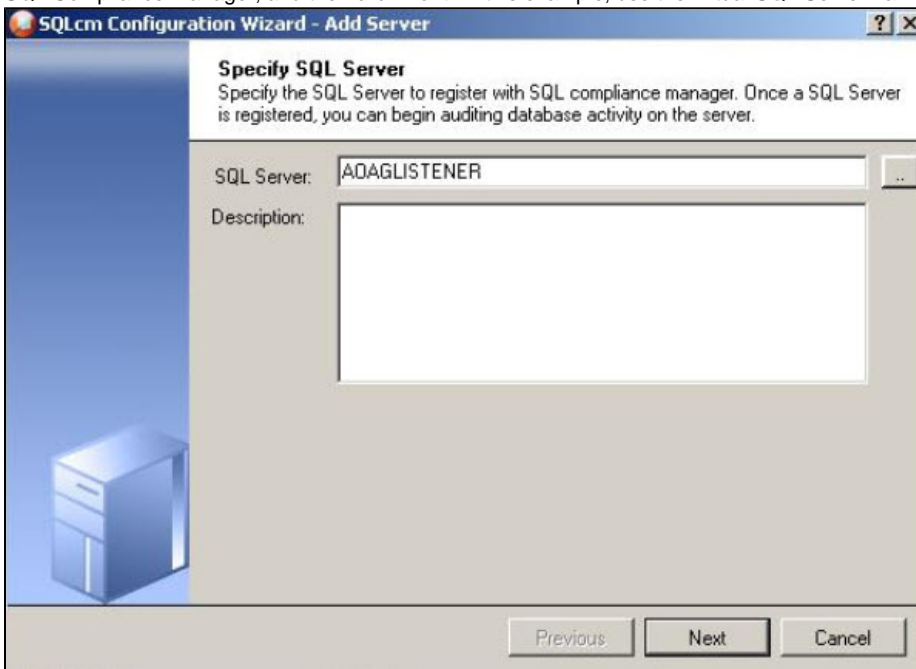 SQLcm Configuration Wizard - Add Server
? X
Specify SQL Server
Specify the SQL Server to register with SQL compliance manager. Once a SQL Server
is registered, you can begin auditing database activity on the server.
SQL Server: AOAGLISTENER ..
Description:
Previous Next Cancel